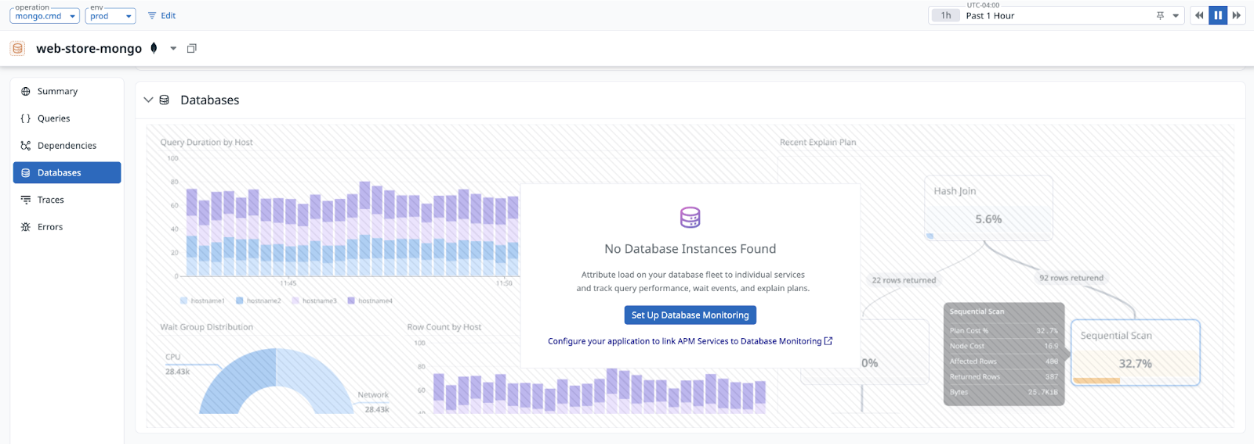 operation
mongo.cmd
env
prod
Edit
1h
UTC-04:00
Past 1 Hour
web-store-mongo
Summary
Queries
Dependencies
Databases
Traces
Errors
Databases
Query Duration by Host
100
80
60
40
20
0
11:45
11:50
hostname1
hostname2
hostname3
hostname4
Wait Group Distribution
CPU
28.43k
Network
28.43k
Row Count by Host
100
80
60
40
No Database Instances Found
Attribute load on your database fleet to individual services
and track query performance, wait events, and explain plans.
Set Up Database Monitoring
Configure your application to link APM Services to Database Monitoring
Recent Explain Plan
Hash Join
5.6%
22 rows returned
92 rows returend
0%
Sequential Scan
Plan Cost % 32.7%
Node Cost 16.9
Affected Rows 400
Returned Rows 387
Bytes 25.7KiB
Sequential Scan
32.7%